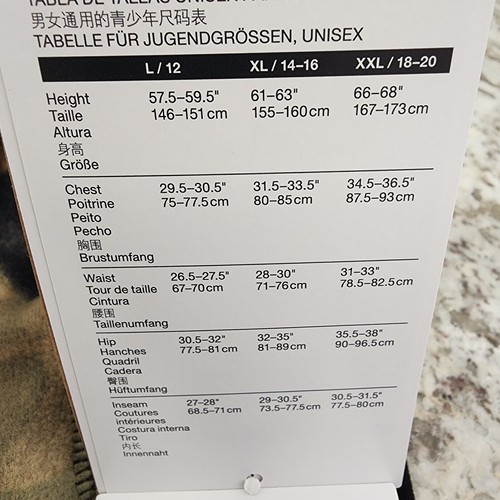 TABLA DE TALLAS UNISEX
男女通用的青少年尺码表
TABELLE FÜR JUGENDGRÖSSEN, UNISEX
L / 12 XL / 14–16 XXL / 18–20
Height 57.5–59.5" 61–63" 66–68"
Taille 146–151 cm 155–160 cm 167–173 cm
Altura
身高
Größe
Chest 29.5–30.5" 31.5–33.5" 34.5–36.5"
Poitrine 75–77.5 cm 80–85 cm 87.5–93 cm
Peito
Pecho
胸围
Brustumfang
Waist 26.5–27.5" 28–30" 31–33"
Tour de taille 67–70 cm 71–76 cm 78.5–82.5 cm
Cintura
腰围
Taillenumfang
Hip 30.5–32" 32–35" 35.5–38"
Hanches 77.5–81 cm 81–89 cm 90–96.5 cm
Quadril
Cadera
臀围
Hüftumfang
Inseam 27–28" 29–30.5" 30.5–31.5"
Coutures 68.5–71 cm 73.5–77.5 cm 77.5–80 cm
intérieures
Costura interna
Tiro
内长
Innennaht